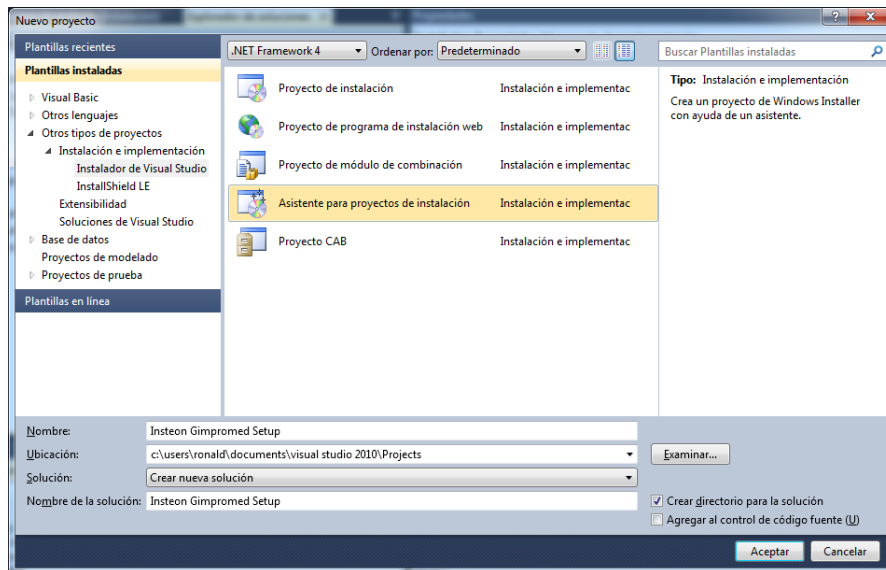 Nuevo proyecto
Plantillas recientes
Plantillas instaladas
Visual Basic
Otros lenguajes
Otros tipos de proyectos
Instalación e implementación
Instalador de Visual Studio
InstallShield LE
Extensibilidad
Soluciones de Visual Studio
Base de datos
Proyectos de modelado
Proyectos de prueba
Plantillas en línea
.NET Framework 4 Ordenar por: Predeterminado
Proyecto de instalación Instalación e implementac
Proyecto de programa de instalación web Instalación e implementac
Proyecto de módulo de combinación Instalación e implementac
Asistente para proyectos de instalación Instalación e implementac
Proyecto CAB Instalación e implementac
Buscar Plantillas instaladas
Tipo: Instalación e implementación
Crea un proyecto de Windows Installer
con ayuda de un asistente.
Nombre: Insteon Gimpromed Setup
Ubicación: c:\users\ronald\documents\visual studio 2010\Projects Examinar...
Solución: Crear nueva solución
Nombre de la solución: Insteon Gimpromed Setup
Crear directorio para la solución
Agregar al control de código fuente (U)
Aceptar Cancelar